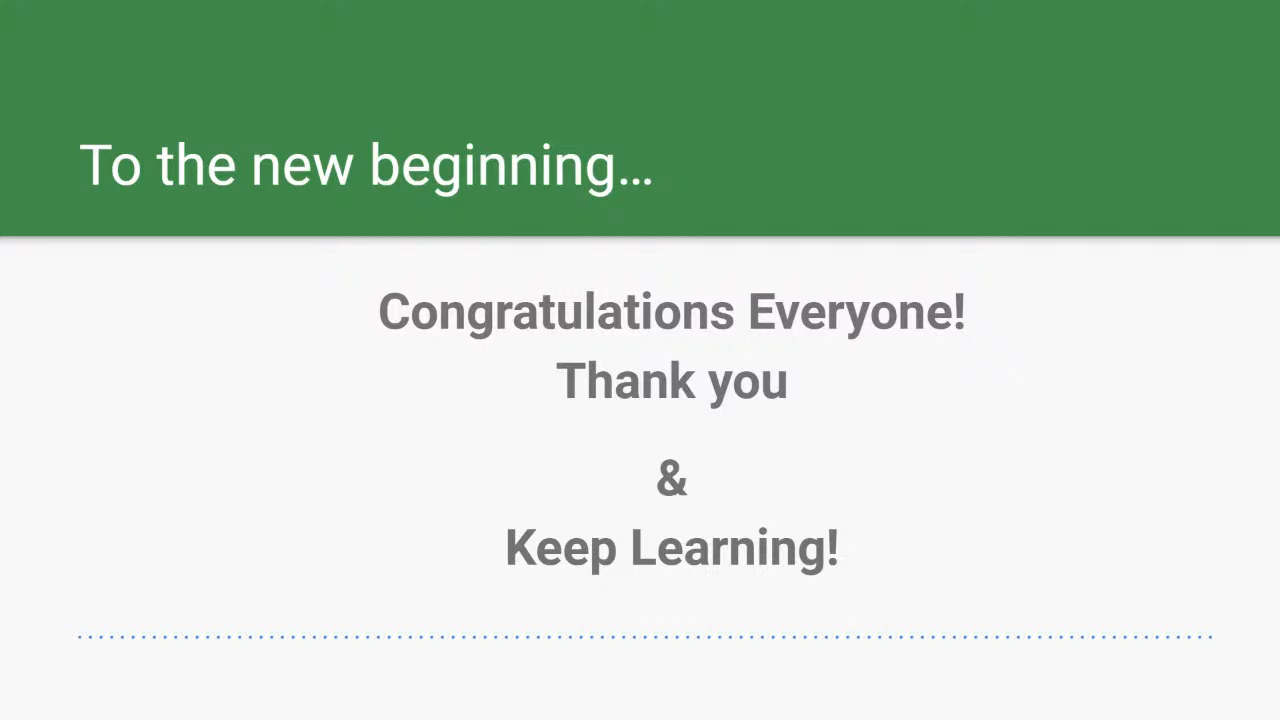 To the new beginning…
Congratulations Everyone!
Thank you
&
Keep Learning!